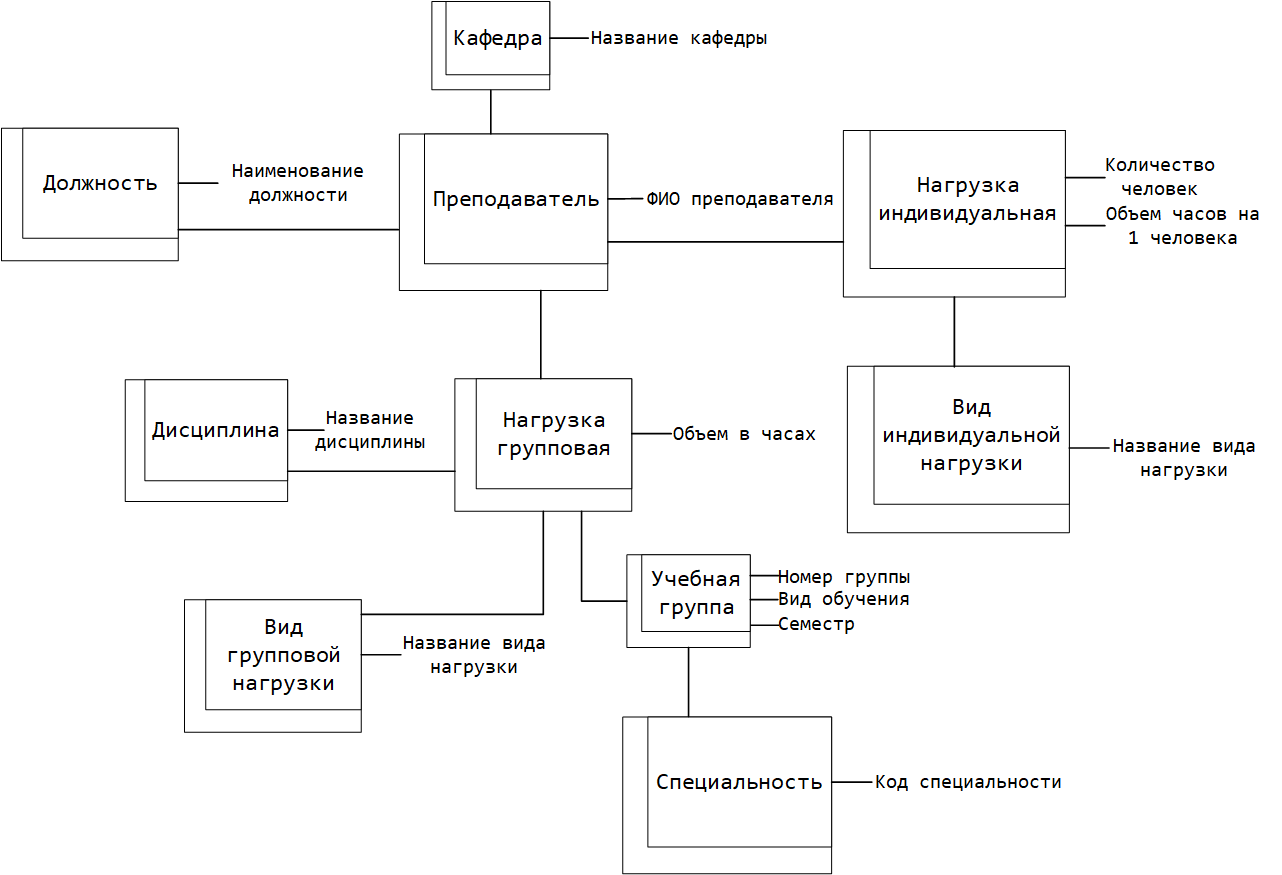 Кафедра
Название кафедры
Должность
Наименование
должности
Преподаватель
ФИО преподавателя
Нагрузка
индивидуальная
Количество
человек
Объем часов на
1 человека
Дисциплина
Название
дисциплины
Нагрузка
групповая
Объем в часах
Вид
индивидуальной
нагрузки
Название вида
нагрузки
Вид
групповой
нагрузки
Название вида
нагрузки
Учебная
группа
Номер группы
Вид обучения
Семестр
Специальность
Код специальности